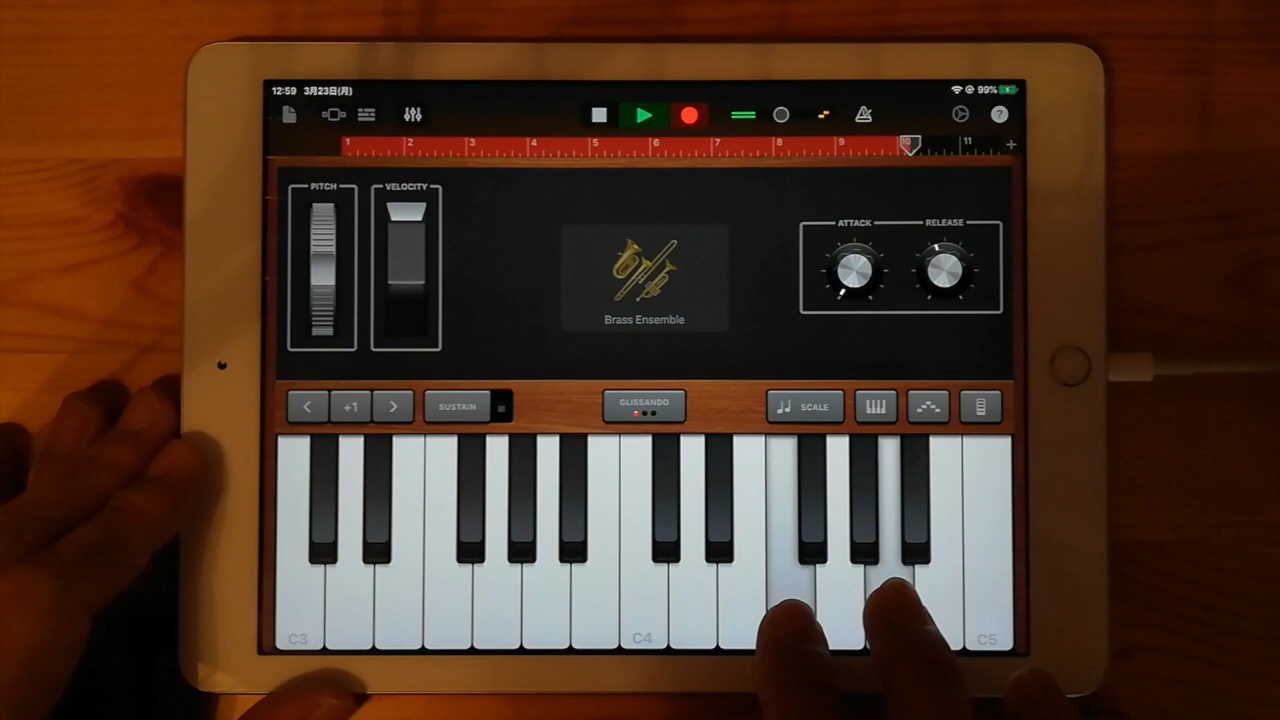 12:59 3月23日(月) 99%
?
1 2 3 4 5 6 7 8 9 10 11 +
PITCH VELOCITY
ATTACK RELEASE
Brass Ensemble
< +1 > SUSTAIN GLISSANDO SCALE
C3 C4 C5